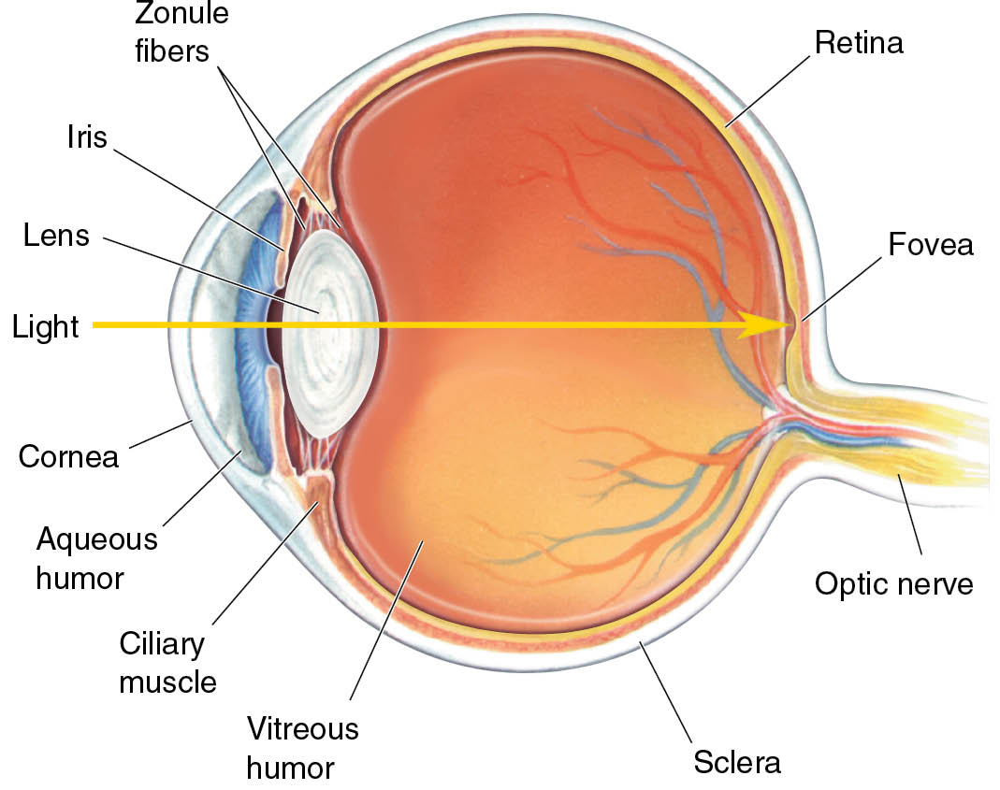 Zonule
fibers
Retina
Iris
Lens
Fovea
Light
Cornea
Aqueous
humor
Optic nerve
Ciliary
muscle
Vitreous
humor
Sclera